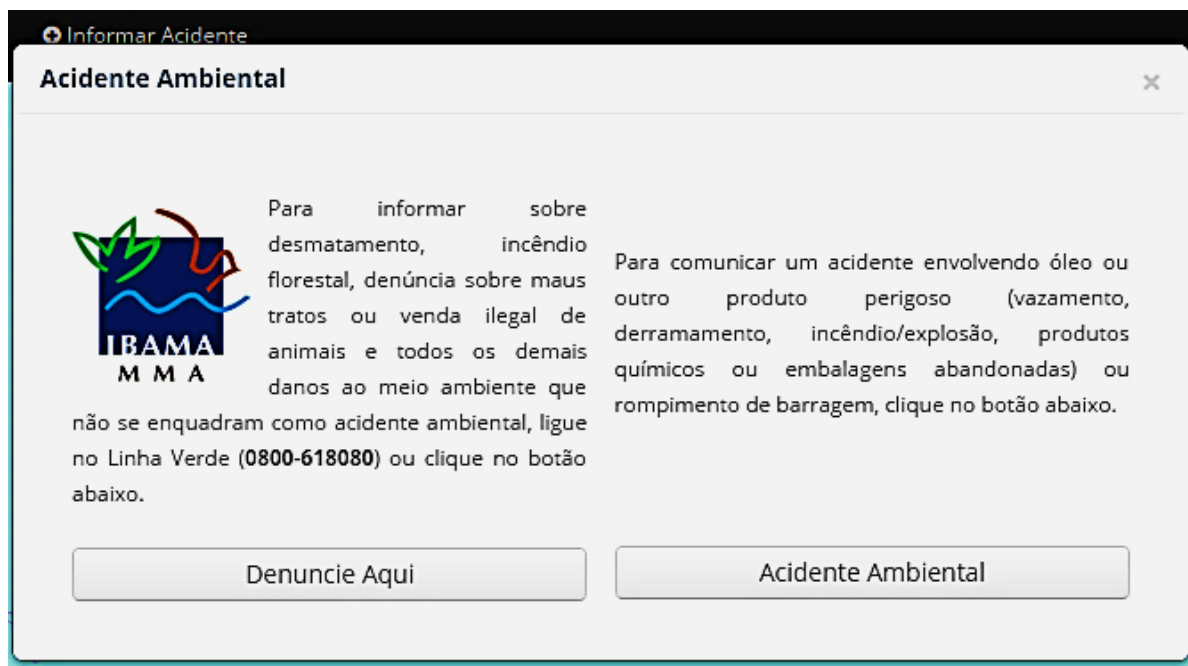 Informar Acidente
Acidente Ambiental
×
IBAMA
M M A
Para informar sobre
desmatamento, incêndio
florestal, denúncia sobre maus
tratos ou venda ilegal de
animais e todos os demais
danos ao meio ambiente que
não se enquadram como acidente ambiental, ligue
no Linha Verde (0800-618080) ou clique no botão
abaixo.
Denuncie Aqui
Para comunicar um acidente envolvendo óleo ou
outro produto perigoso (vazamento,
derramamento, incêndio/explosão, produtos
químicos ou embalagens abandonadas) ou
rompimento de barragem, clique no botão abaixo.
Acidente Ambiental